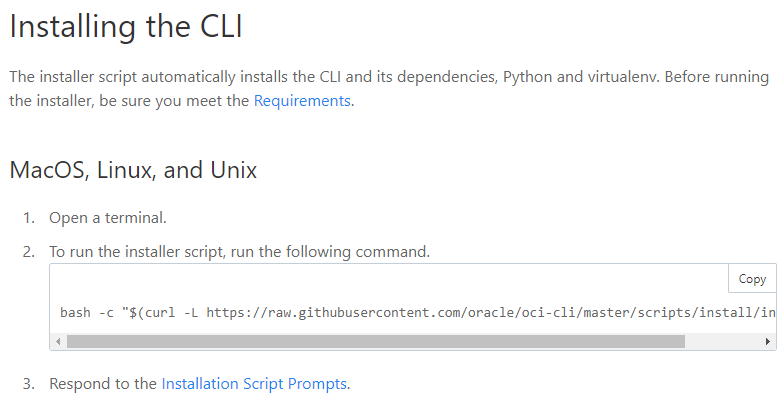 Installing the CLI
The installer script automatically installs the CLI and its dependencies, Python and virtualenv. Before running
the installer, be sure you meet the Requirements.
MacOS, Linux, and Unix
1. Open a terminal.
2. To run the installer script, run the following command.
Copy
bash -c "$(curl -L https://raw.githubusercontent.com/oracle/oci-cli/master/scripts/install/in
3. Respond to the Installation Script Prompts.